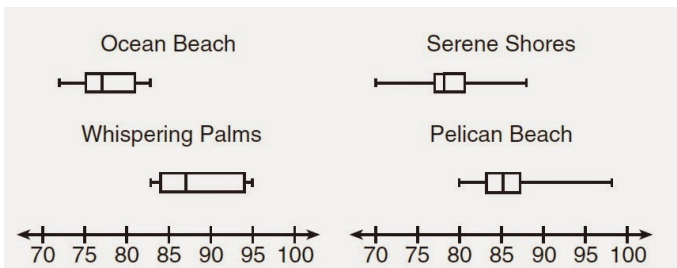 Ocean Beach
Serene Shores
Whispering Palms
Pelican Beach
70 75 80 85 90 95 100
70 75 80 85 90 95 100